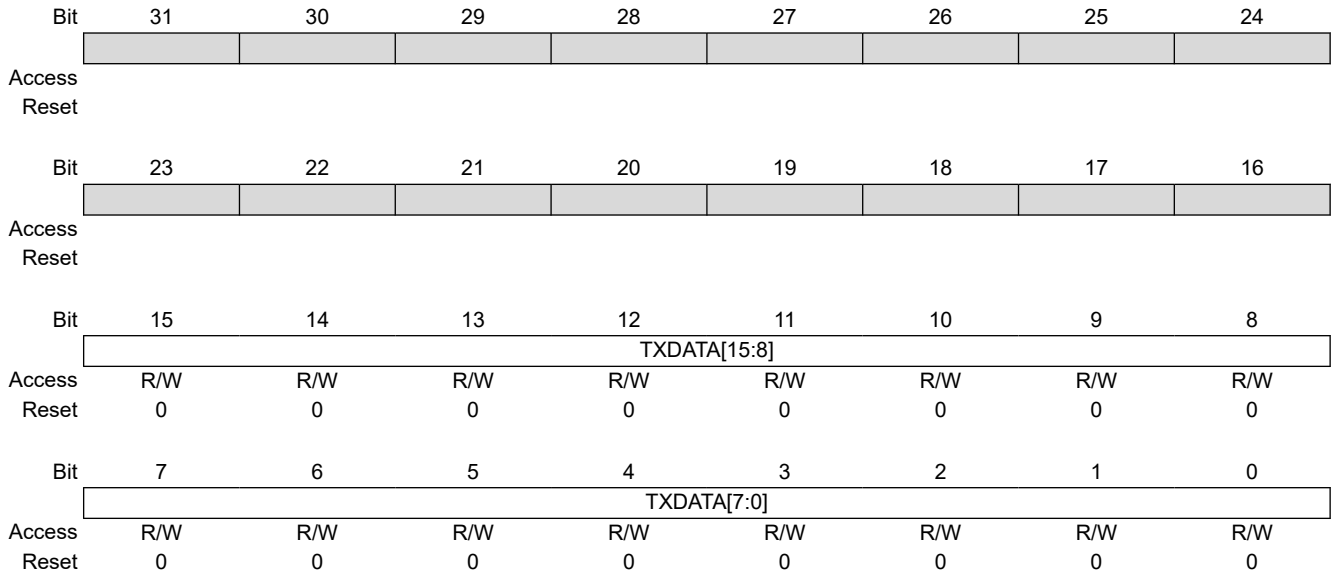 Bit 31 30 29 28 27 26 25 24
Access
Reset
Bit 23 22 21 20 19 18 17 16
Access
Reset
Bit 15 14 13 12 11 10 9 8
TXDATA[15:8]
Access R/W R/W R/W R/W R/W R/W R/W R/W
Reset 0 0 0 0 0 0 0 0
Bit 7 6 5 4 3 2 1 0
TXDATA[7:0]
Access R/W R/W R/W R/W R/W R/W R/W R/W
Reset 0 0 0 0 0 0 0 0